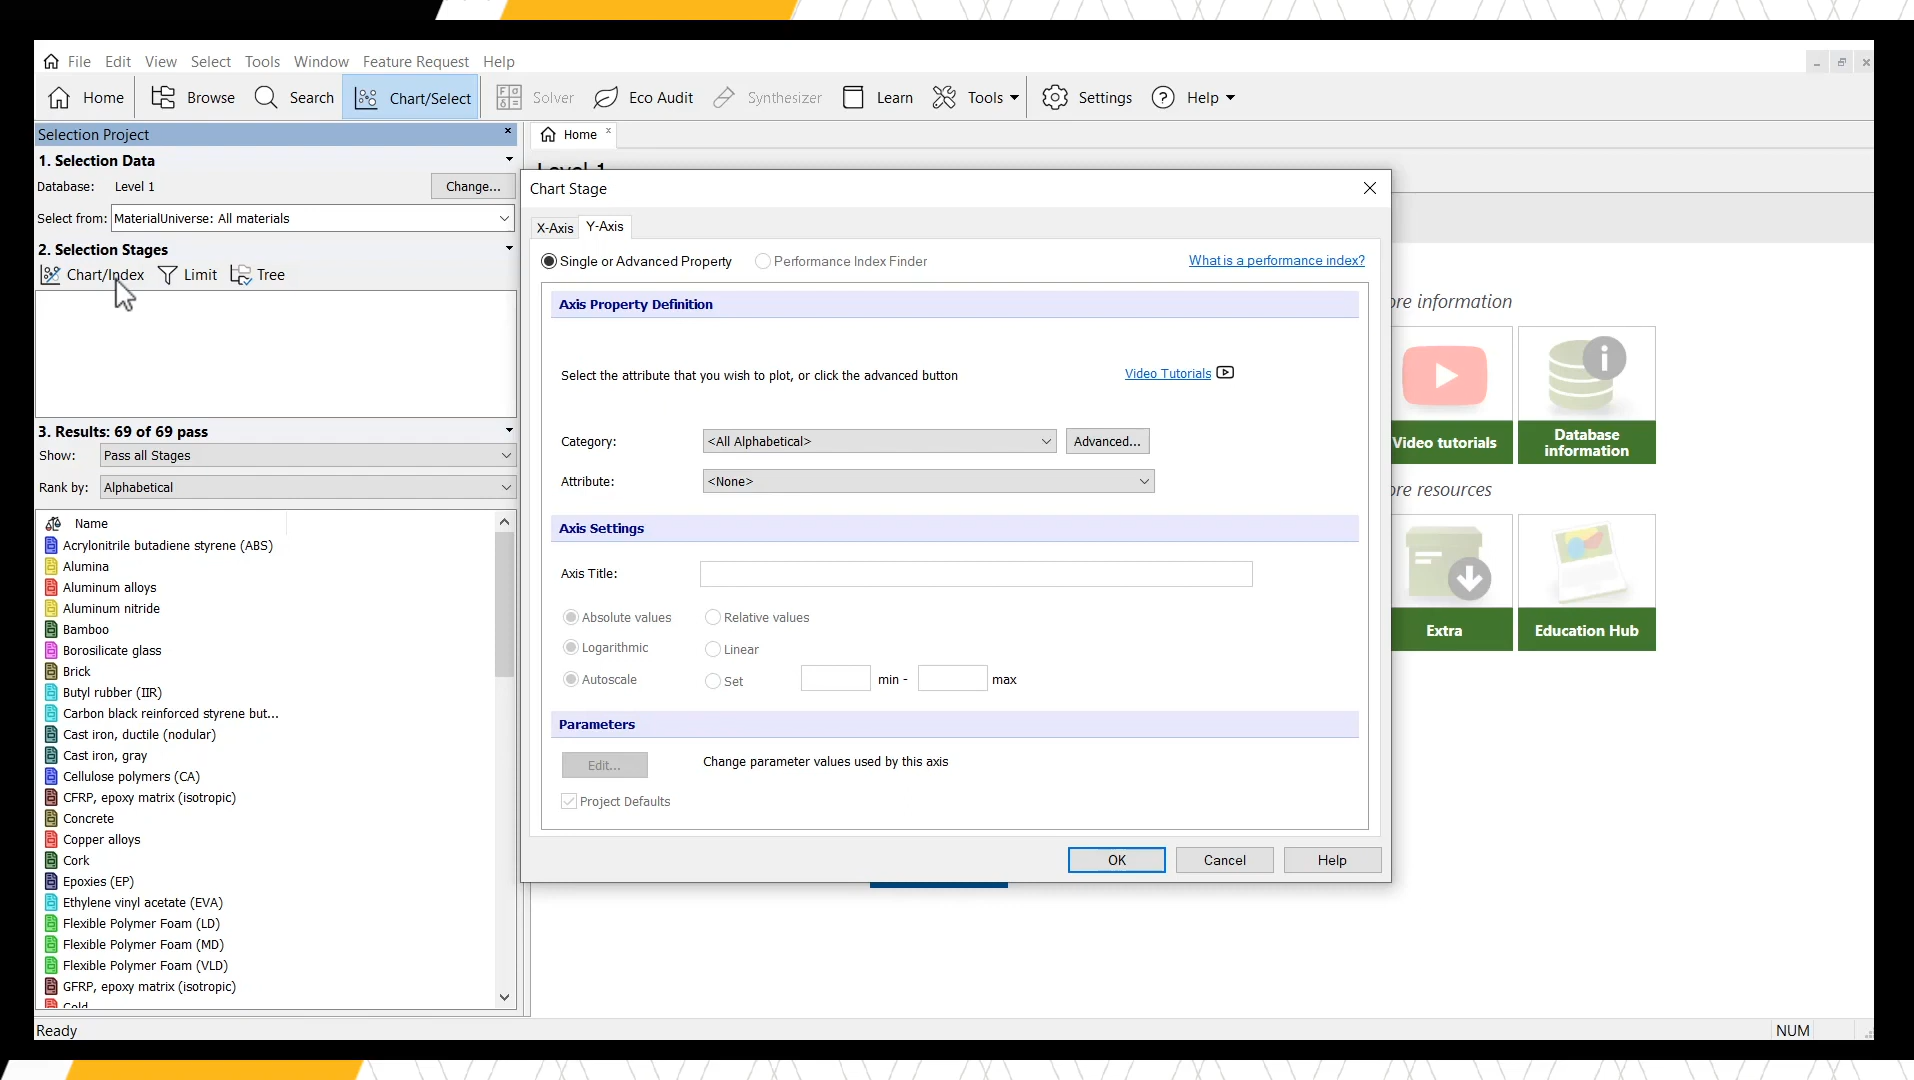 File Edit View Select Tools Window Feature Request Help
Home Browse Search Chart/Select Solver Eco Audit Synthesizer Learn Tools Settings Help
Selection Project
1. Selection Data
Database: Level 1 Change...
Select from: MaterialUniverse: All materials
2. Selection Stages
Chart/Index Limit Tree
3. Results: 69 of 69 pass
Show: Pass all Stages
Rank by: Alphabetical
Name
Acrylonitrile butadiene styrene (ABS)
Alumina
Aluminum alloys
Aluminum nitride
Bamboo
Borosilicate glass
Brick
Butyl rubber (IIR)
Carbon black reinforced styrene but...
Cast iron, ductile (nodular)
Cast iron, gray
Cellulose polymers (CA)
CFRP, epoxy matrix (isotropic)
Concrete
Copper alloys
Cork
Epoxies (EP)
Ethylene vinyl acetate (EVA)
Flexible Polymer Foam (LD)
Flexible Polymer Foam (MD)
Flexible Polymer Foam (VLD)
GFRP, epoxy matrix (isotropic)
Gold
Home
Level 1
Chart Stage
X-Axis Y-Axis
Single or Advanced Property Performance Index Finder What is a performance index?
Axis Property Definition
Select the attribute that you wish to plot, or click the advanced button Video Tutorials
Category: <All Alphabetical> Advanced...
Attribute: <None>
Axis Settings
Axis Title:
Absolute values Relative values
Logarithmic Linear
Autoscale Set min - max
Parameters
Edit... Change parameter values used by this axis
Project Defaults
OK Cancel Help
ore information
Video tutorials
Database
information
ore resources
Extra
Education Hub
Ready NUM